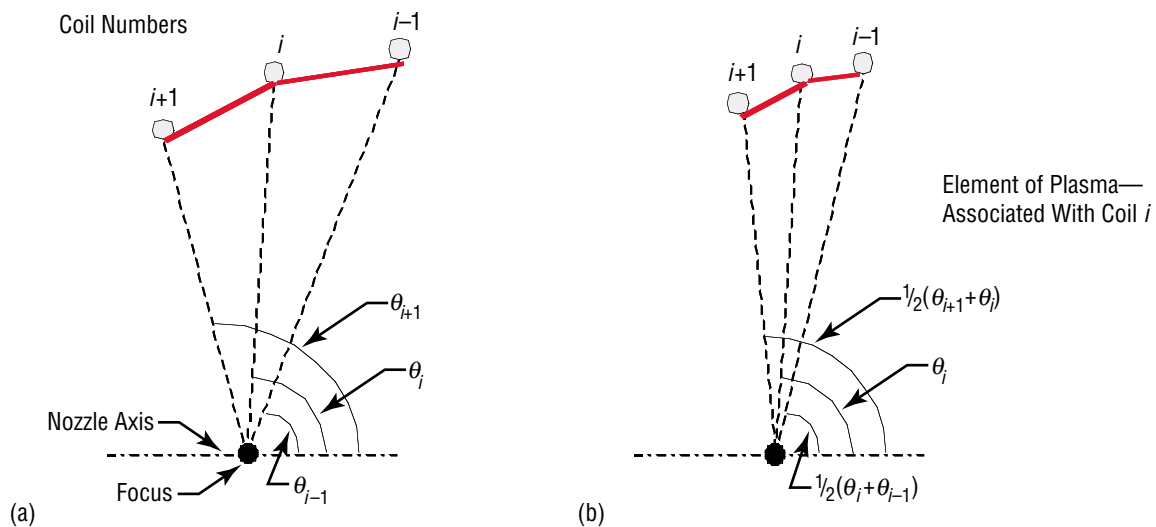 Coil Numbers
i–1
i
i+1
θi+1
θi
Nozzle Axis
Focus
θi–1
(a)
i–1
i
i+1
Element of Plasma—
Associated With Coil i
½(θi+1+θi)
θi
½(θi+θi–1)
(b)